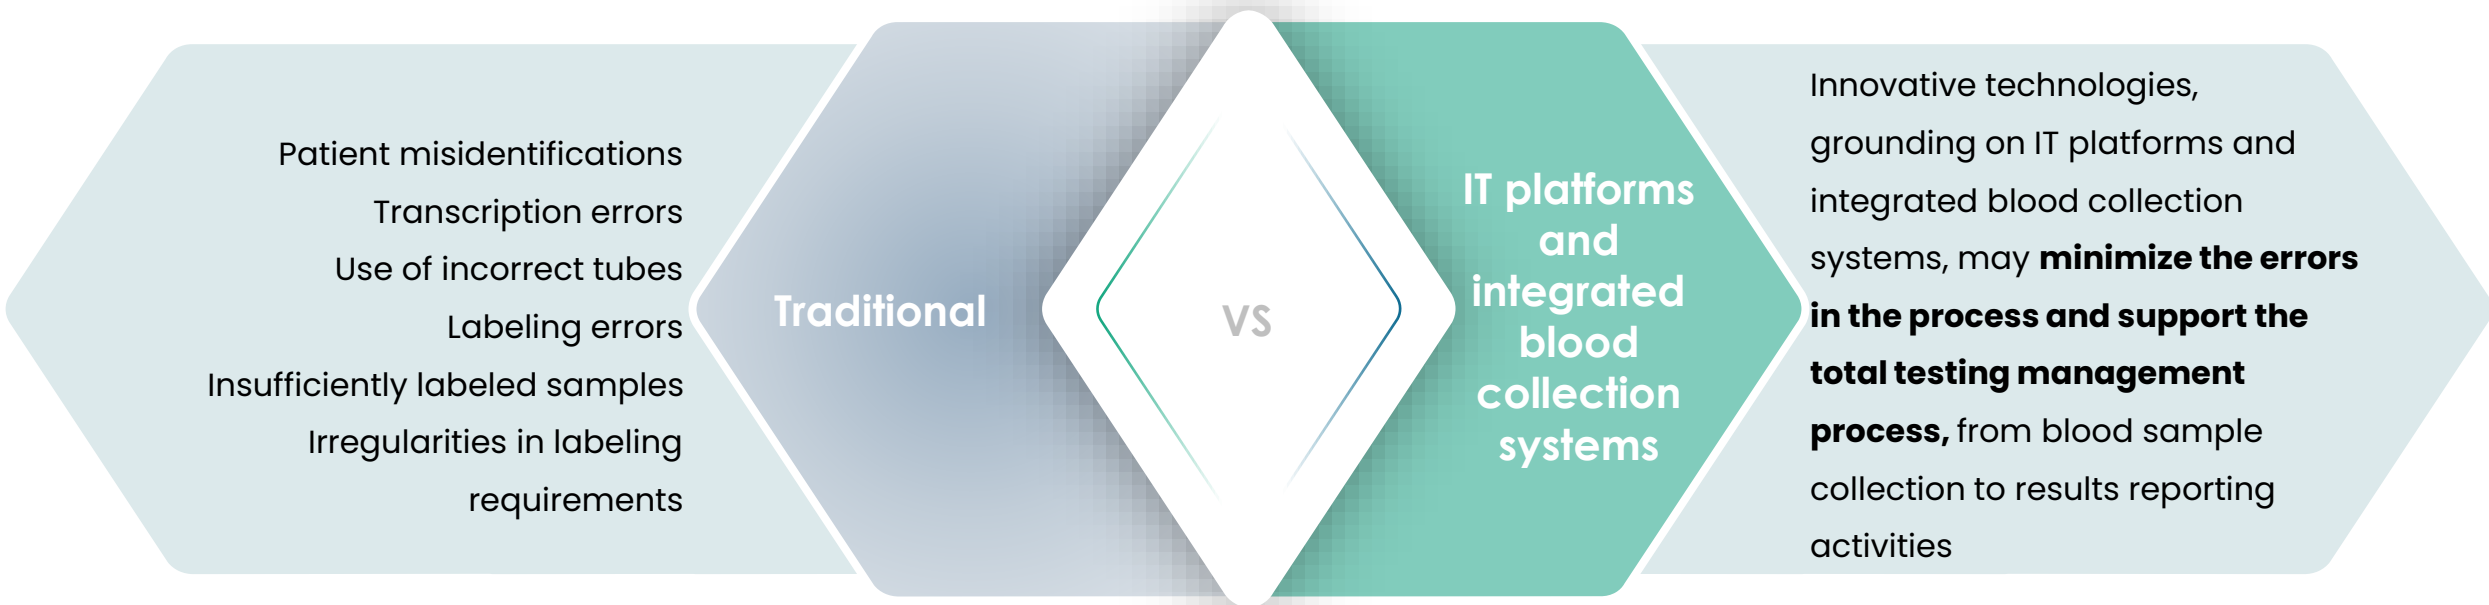 Patient misidentifications
Transcription errors
Use of incorrect tubes
Labeling errors
Insufficiently labeled samples
Irregularities in labeling
requirements
Traditional
VS
IT platforms
and
integrated
blood
collection
systems
Innovative technologies,
grounding on IT platforms and
integrated blood collection
systems, may minimize the errors
in the process and support the
total testing management
process, from blood sample
collection to results reporting
activities